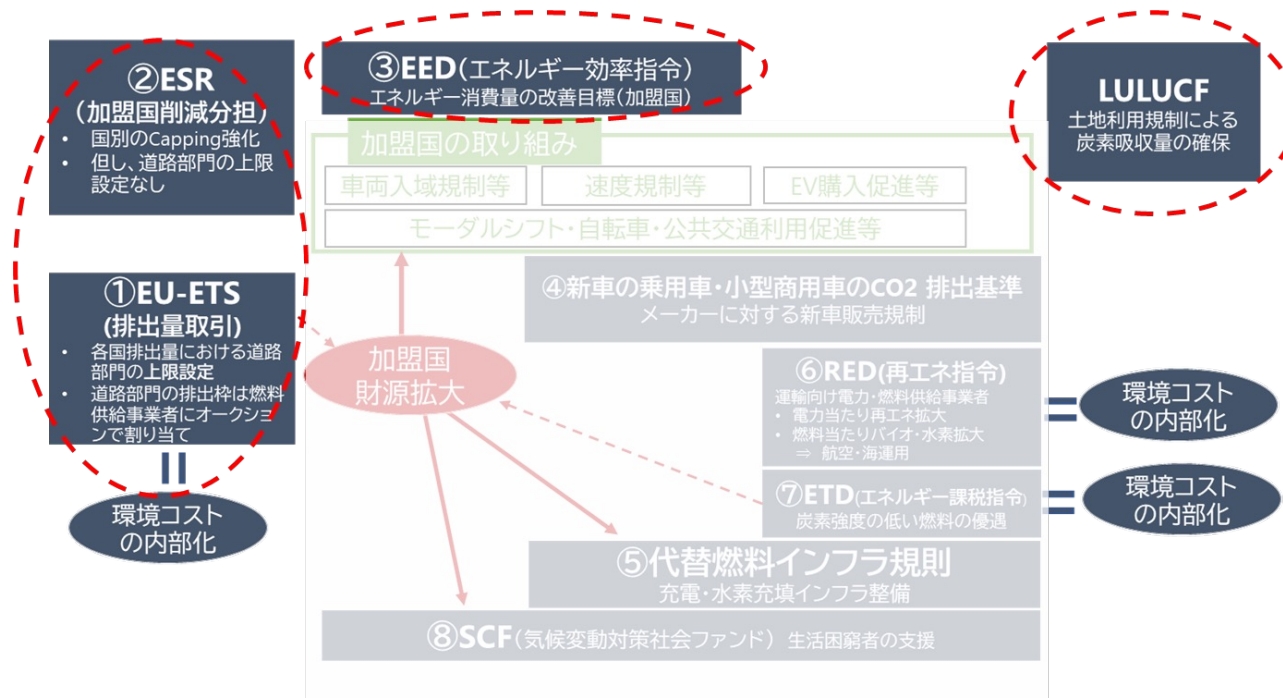 ②ESR
（加盟国削減分担）
• 国別のCapping強化
• 但し、道路部門の上限
設定なし
③EED(エネルギー効率指令)
エネルギー消費量の改善目標(加盟国)
LULUCF
土地利用規制による
炭素吸収量の確保
加盟国の取り組み
車両入域規制等
速度規制等
EV購入促進等
モーダルシフト・自転車・公共交通利用促進等
①EU-ETS
(排出量取引)
• 各国排出量における道路
部門の上限設定
• 道路部門の排出枠は燃料
供給事業者にオークショ
ンで割り当て
環境コスト
の内部化
加盟国
財源拡大
④新車の乗用車・小型商用車のCO2 排出基準
メーカーに対する新車販売規制
⑥RED(再エネ指令)
運輸向け電力・燃料供給事業者
• 電力当たり再エネ拡大
• 燃料当たりバイオ・水素拡大
⇒ 航空・海運用
環境コスト
の内部化
⑦ETD(エネルギー課税指令)
炭素強度の低い燃料の優遇
環境コスト
の内部化
⑤代替燃料インフラ規則
充電・水素充填インフラ整備
⑧SCF(気候変動対策社会ファンド) 生活困窮者の支援